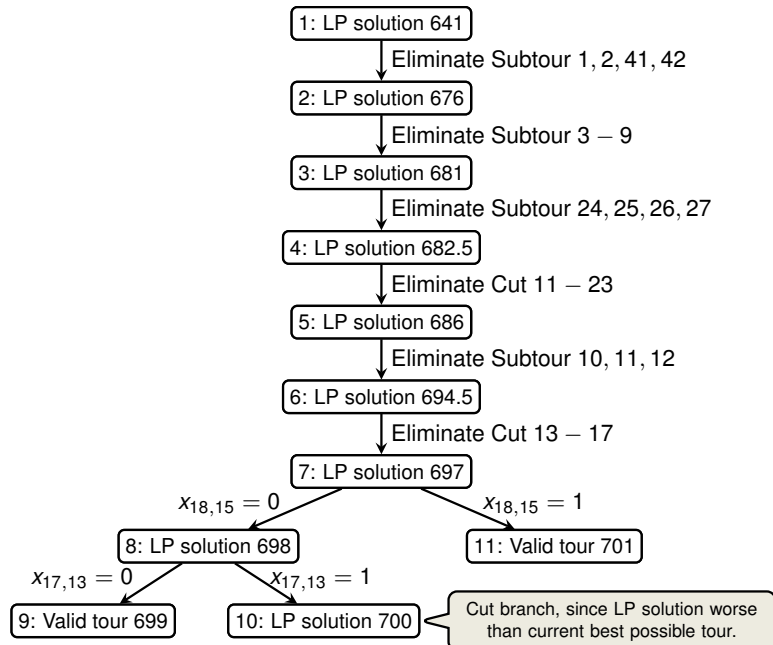 1: LP solution 641
Eliminate Subtour 1, 2, 41, 42
2: LP solution 676
Eliminate Subtour 3 − 9
3: LP solution 681
Eliminate Subtour 24, 25, 26, 27
4: LP solution 682.5
Eliminate Cut 11 − 23
5: LP solution 686
Eliminate Subtour 10, 11, 12
6: LP solution 694.5
Eliminate Cut 13 − 17
7: LP solution 697
x18,15 = 0
x18,15 = 1
8: LP solution 698
11: Valid tour 701
x17,13 = 0
x17,13 = 1
9: Valid tour 699
10: LP solution 700
Cut branch, since LP solution worse
than current best possible tour.